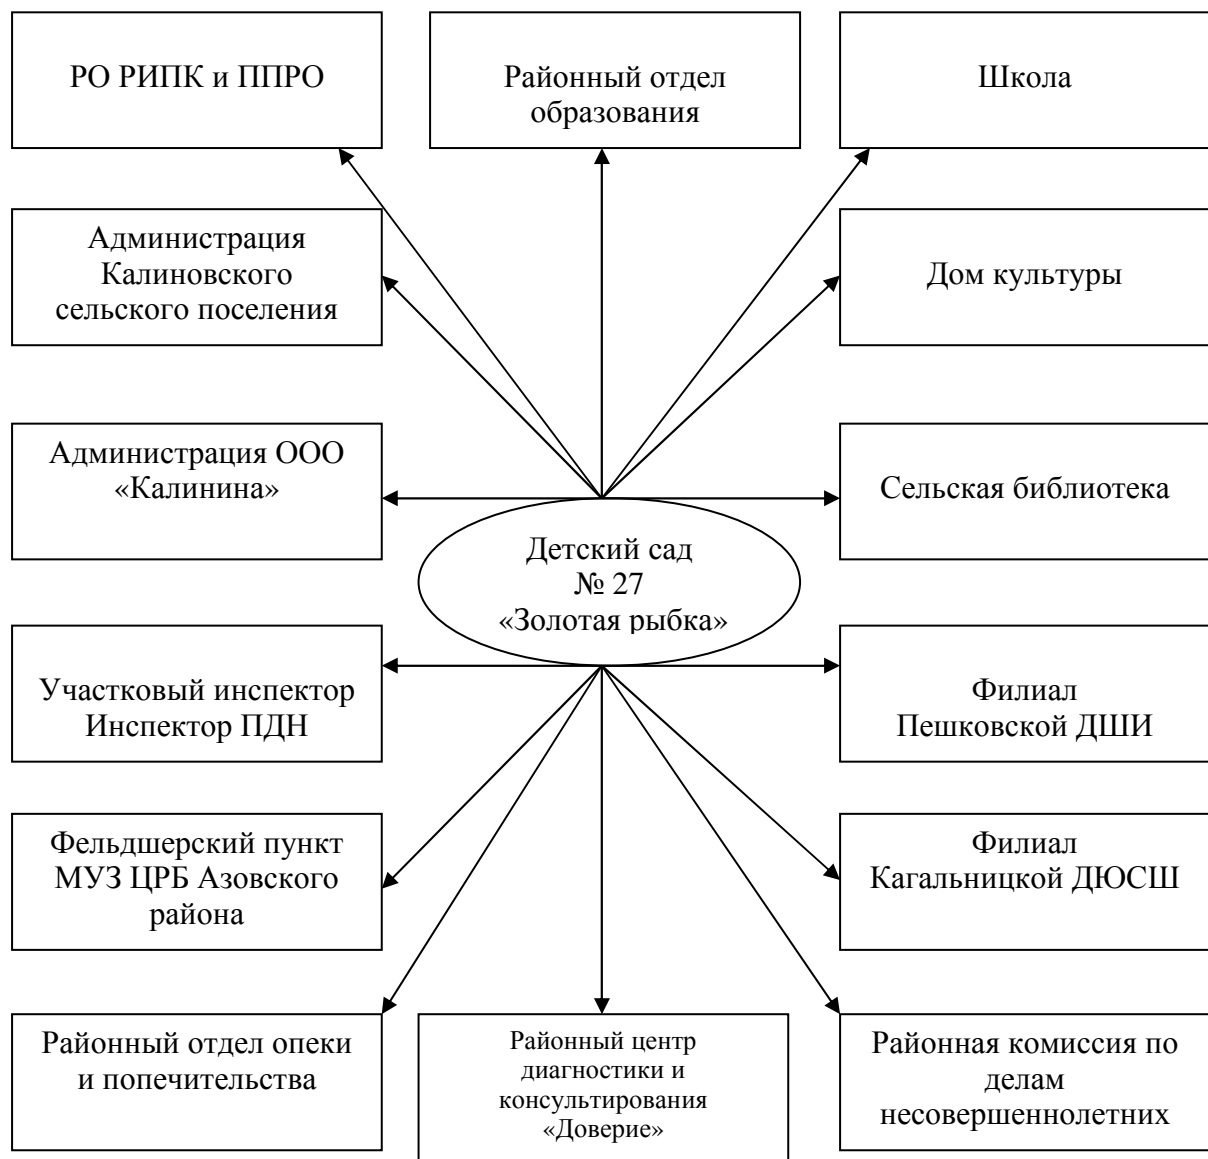 РО РИПК и ППРО
Районный отдел
образования
Школа
Администрация
Калиновского
сельского поселения
Дом культуры
Администрация ООО
«Калинина»
Сельская библиотека
Детский сад
№ 27
«Золотая рыбка»
Участковый инспектор
Инспектор ПДН
Филиал
Пешковской ДШИ
Фельдшерский пункт
МУЗ ЦРБ Азовского
района
Филиал
Кагальницкой ДЮСШ
Районный отдел опеки
и попечительства
Районный центр
диагностики и
консультирования
«Доверие»
Районная комиссия по
делам
несовершеннолетних